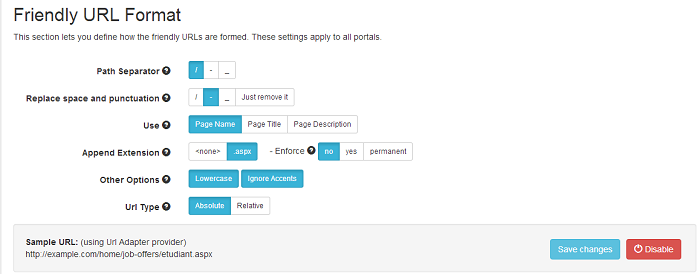 Friendly URL Format
This section lets you define how the friendly URLs are formed. These settings apply to all portals.
Path Separator ? / - _
Replace space and punctuation ? / - _ Just remove it
Use ? Page Name Page Title Page Description
Append Extension ? <none> .aspx - Enforce ? no yes permanent
Other Options ? Lowercase Ignore Accents
Url Type ? Absolute Relative
Sample URL: (using Url Adapter provider)
http://example.com/home/job-offers/etudiant.aspx
Save changes Disable